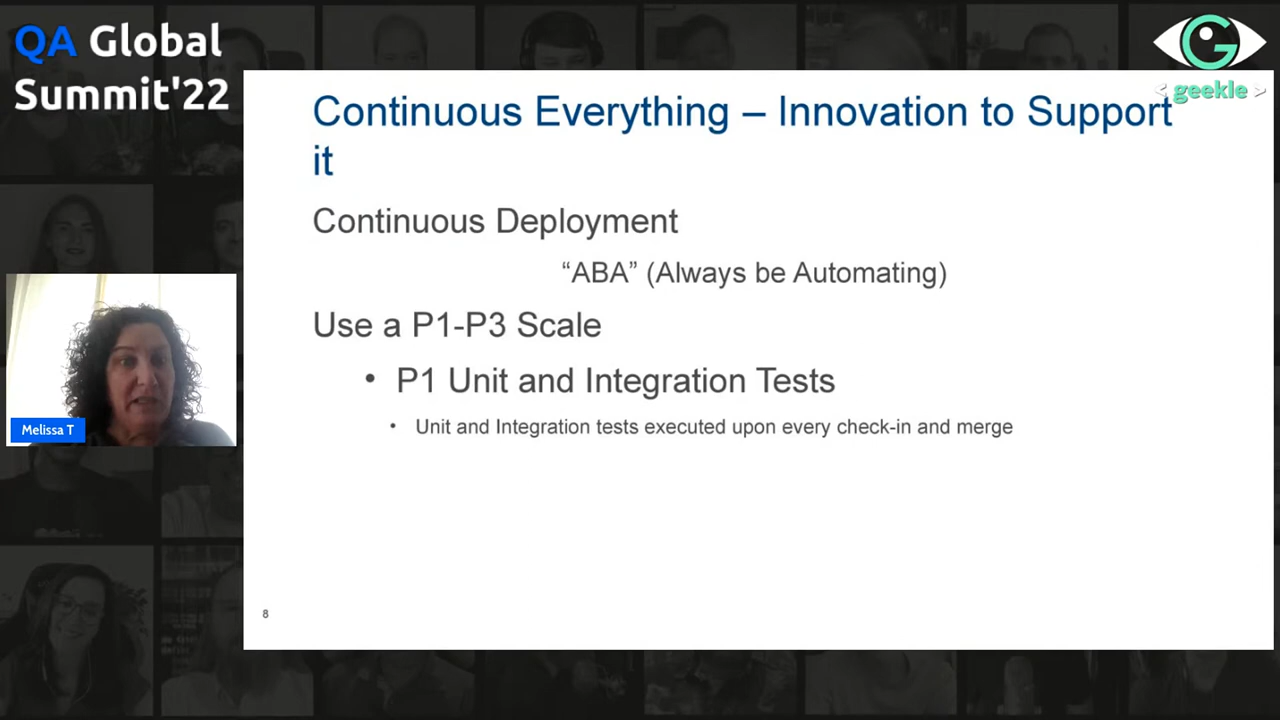 QA Global
Summit'22
< geekle >
Continuous Everything – Innovation to Support
it
Continuous Deployment
“ABA” (Always be Automating)
Use a P1-P3 Scale
• P1 Unit and Integration Tests
• Unit and Integration tests executed upon every check-in and merge
Melissa T
8